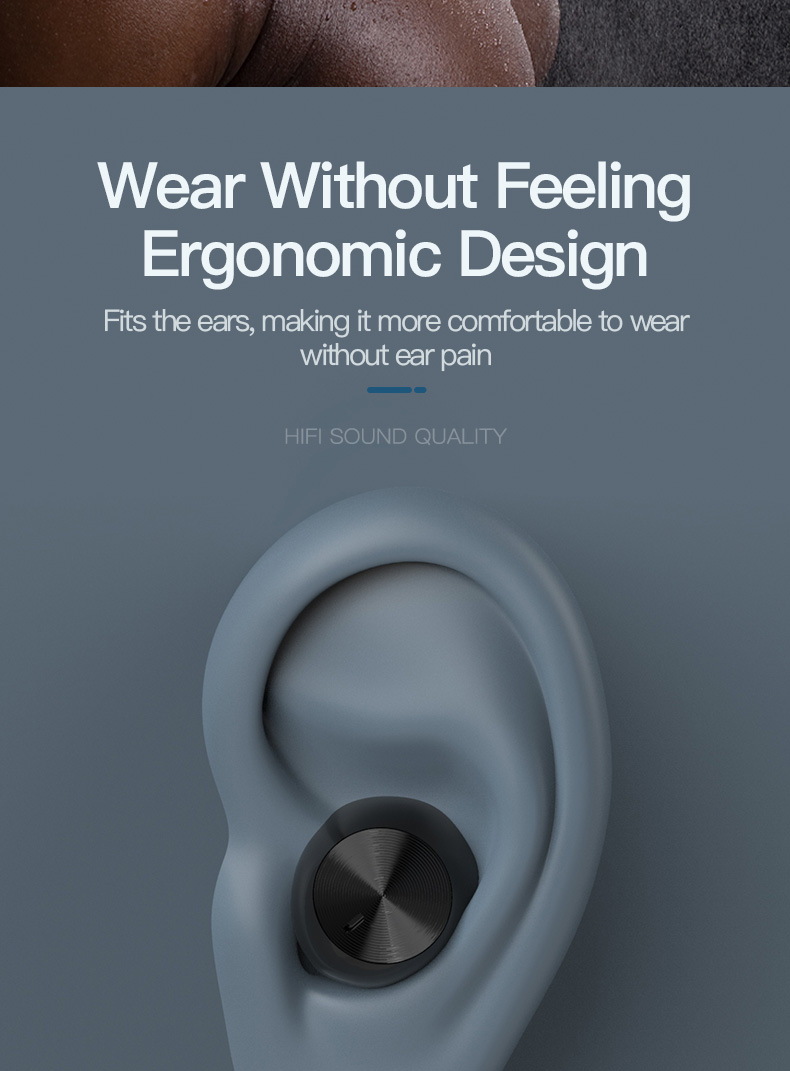 Wear Without Feeling
Ergonomic Design
Fits the ears, making it more comfortable to wear
without ear pain
HIFI SOUND QUALITY